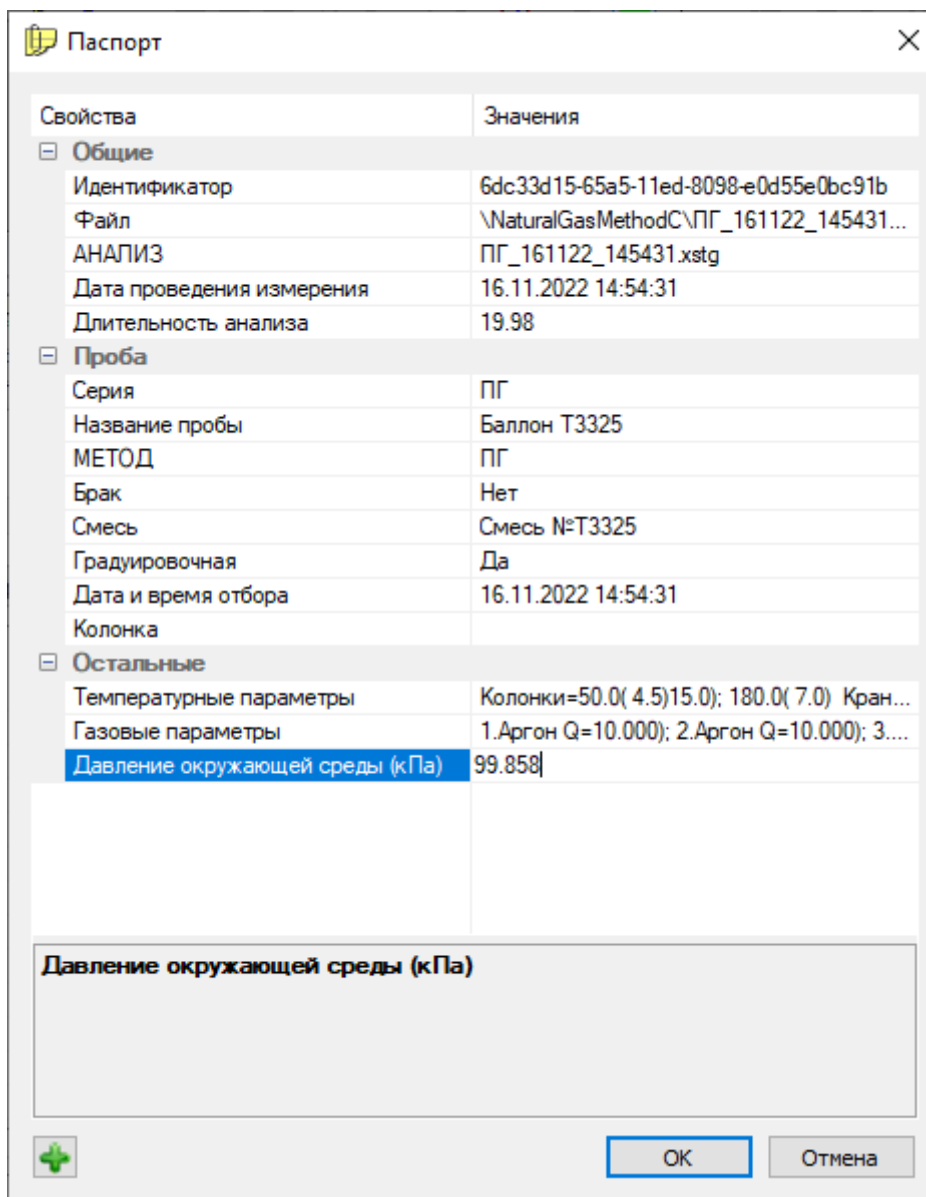 Паспорт
Свойства Значения
Общие
Идентификатор 6dc33d15-65a5-11ed-8098-e0d55e0bc91b
Файл \NaturalGasMethodC\ПГ_161122_145431...
АНАЛИЗ ПГ_161122_145431.xstg
Дата проведения измерения 16.11.2022 14:54:31
Длительность анализа 19.98
Проба
Серия ПГ
Название пробы Баллон Т3325
МЕТОД ПГ
Брак Нет
Смесь Смесь №Т3325
Градуировочная Да
Дата и время отбора 16.11.2022 14:54:31
Колонка
Остальные
Температурные параметры Колонки=50.0( 4.5)15.0); 180.0( 7.0) Кран...
Газовые параметры 1.Аргон Q=10.000); 2.Аргон Q=10.000); 3....
Давление окружающей среды (кПа) 99.858
Давление окружающей среды (кПа)
OK Отмена